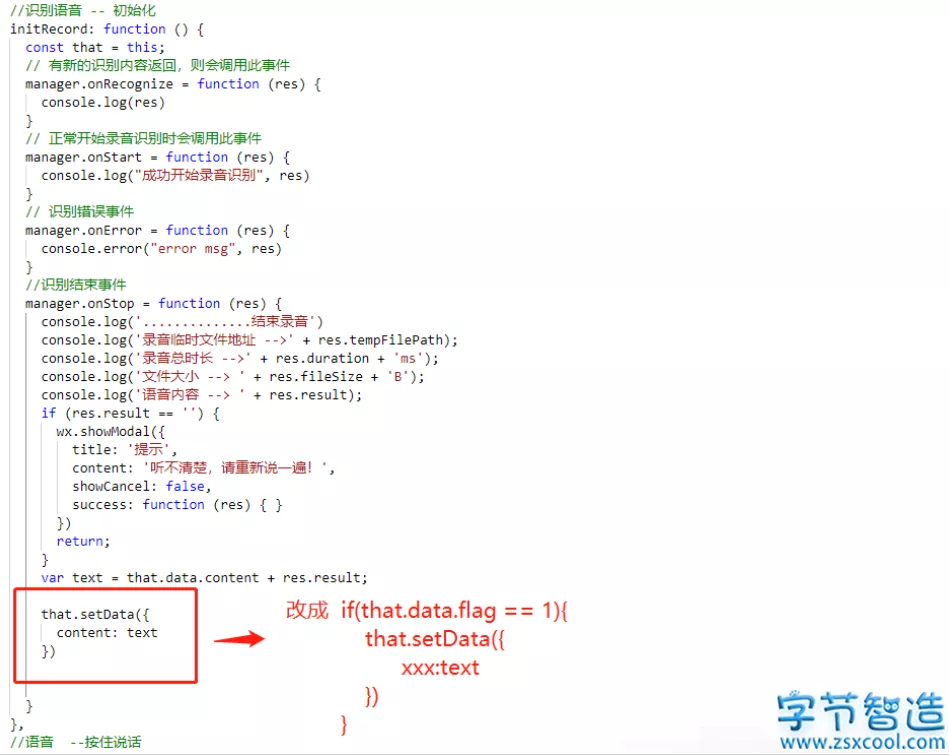 //识别语音 -- 初始化
initRecord: function () {
const that = this;
// 有新的识别内容返回，则会调用此事件
manager.onRecognize = function (res) {
console.log(res)
}
// 正常开始录音识别时会调用此事件
manager.onStart = function (res) {
console.log("成功开始录音识别", res)
}
// 识别错误事件
manager.onError = function (res) {
console.error("error msg", res)
}
//识别结束事件
manager.onStop = function (res) {
console.log('..............结束录音')
console.log('录音临时文件地址 -->' + res.tempFilePath);
console.log('录音总时长 -->' + res.duration + 'ms');
console.log('文件大小 --> ' + res.fileSize + 'B');
console.log('语音内容 --> ' + res.result);
if (res.result == '') {
wx.showModal({
title: '提示',
content: '听不清楚，请重新说一遍！',
showCancel: false,
success: function (res) { }
})
return;
}
var text = that.data.content + res.result;
that.setData({
content: text
})
}
},
//语音  --按住说话
改成 if(that.data.flag == 1){
that.setData({
xxx:text
})
}
字节智造
www.zsxcool.com